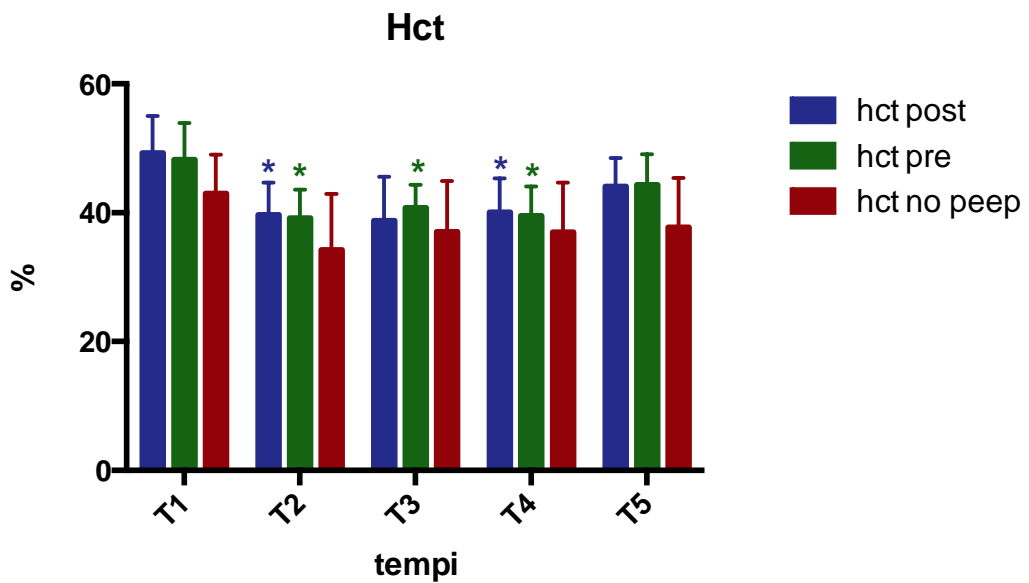 Hct
60
40
20
0
%
* * * * *
T1 T2 T3 T4 T5
tempi
hct post
hct pre
hct no peep